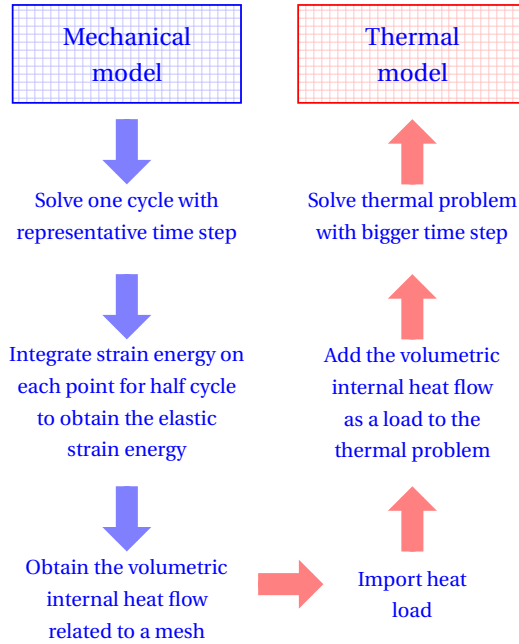 Mechanical
model
Thermal
model
Solve one cycle with
representative time step
Solve thermal problem
with bigger time step
Integrate strain energy on
each point for half cycle
to obtain the elastic
strain energy
Add the volumetric
internal heat flow
as a load to the
thermal problem
Obtain the volumetric
internal heat flow
related to a mesh
Import heat
load